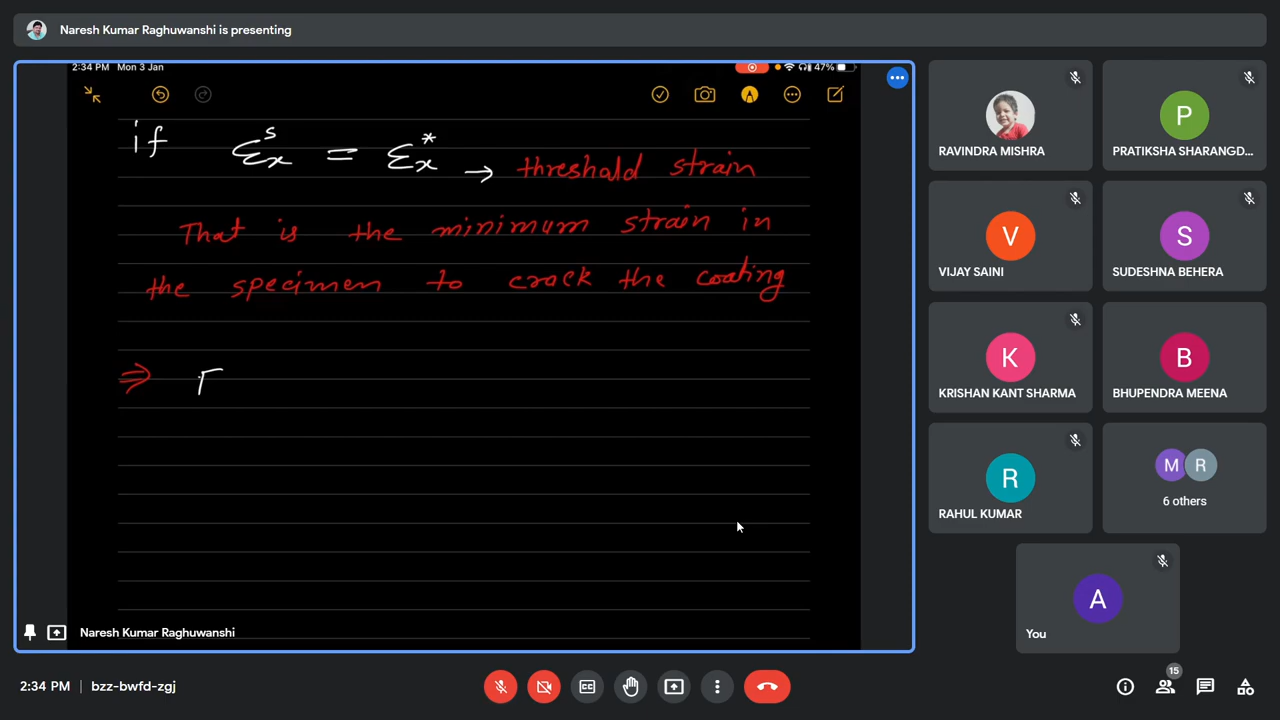 Naresh Kumar Raghuwanshi is presenting
2:34 PM Mon 3 Jan
47%
if εₓˢ = εₓ* → threshald strain
That is the minimum strain in
the specimen to crack the coating
⇒
RAVINDRA MISHRA
P
PRATIKSHA SHARANGD...
V
VIJAY SAINI
S
SUDESHNA BEHERA
K
KRISHAN KANT SHARMA
B
BHUPENDRA MEENA
R
RAHUL KUMAR
M R
6 others
A
You
Naresh Kumar Raghuwanshi
2:34 PM | bzz-bwfd-zgj
CC
15